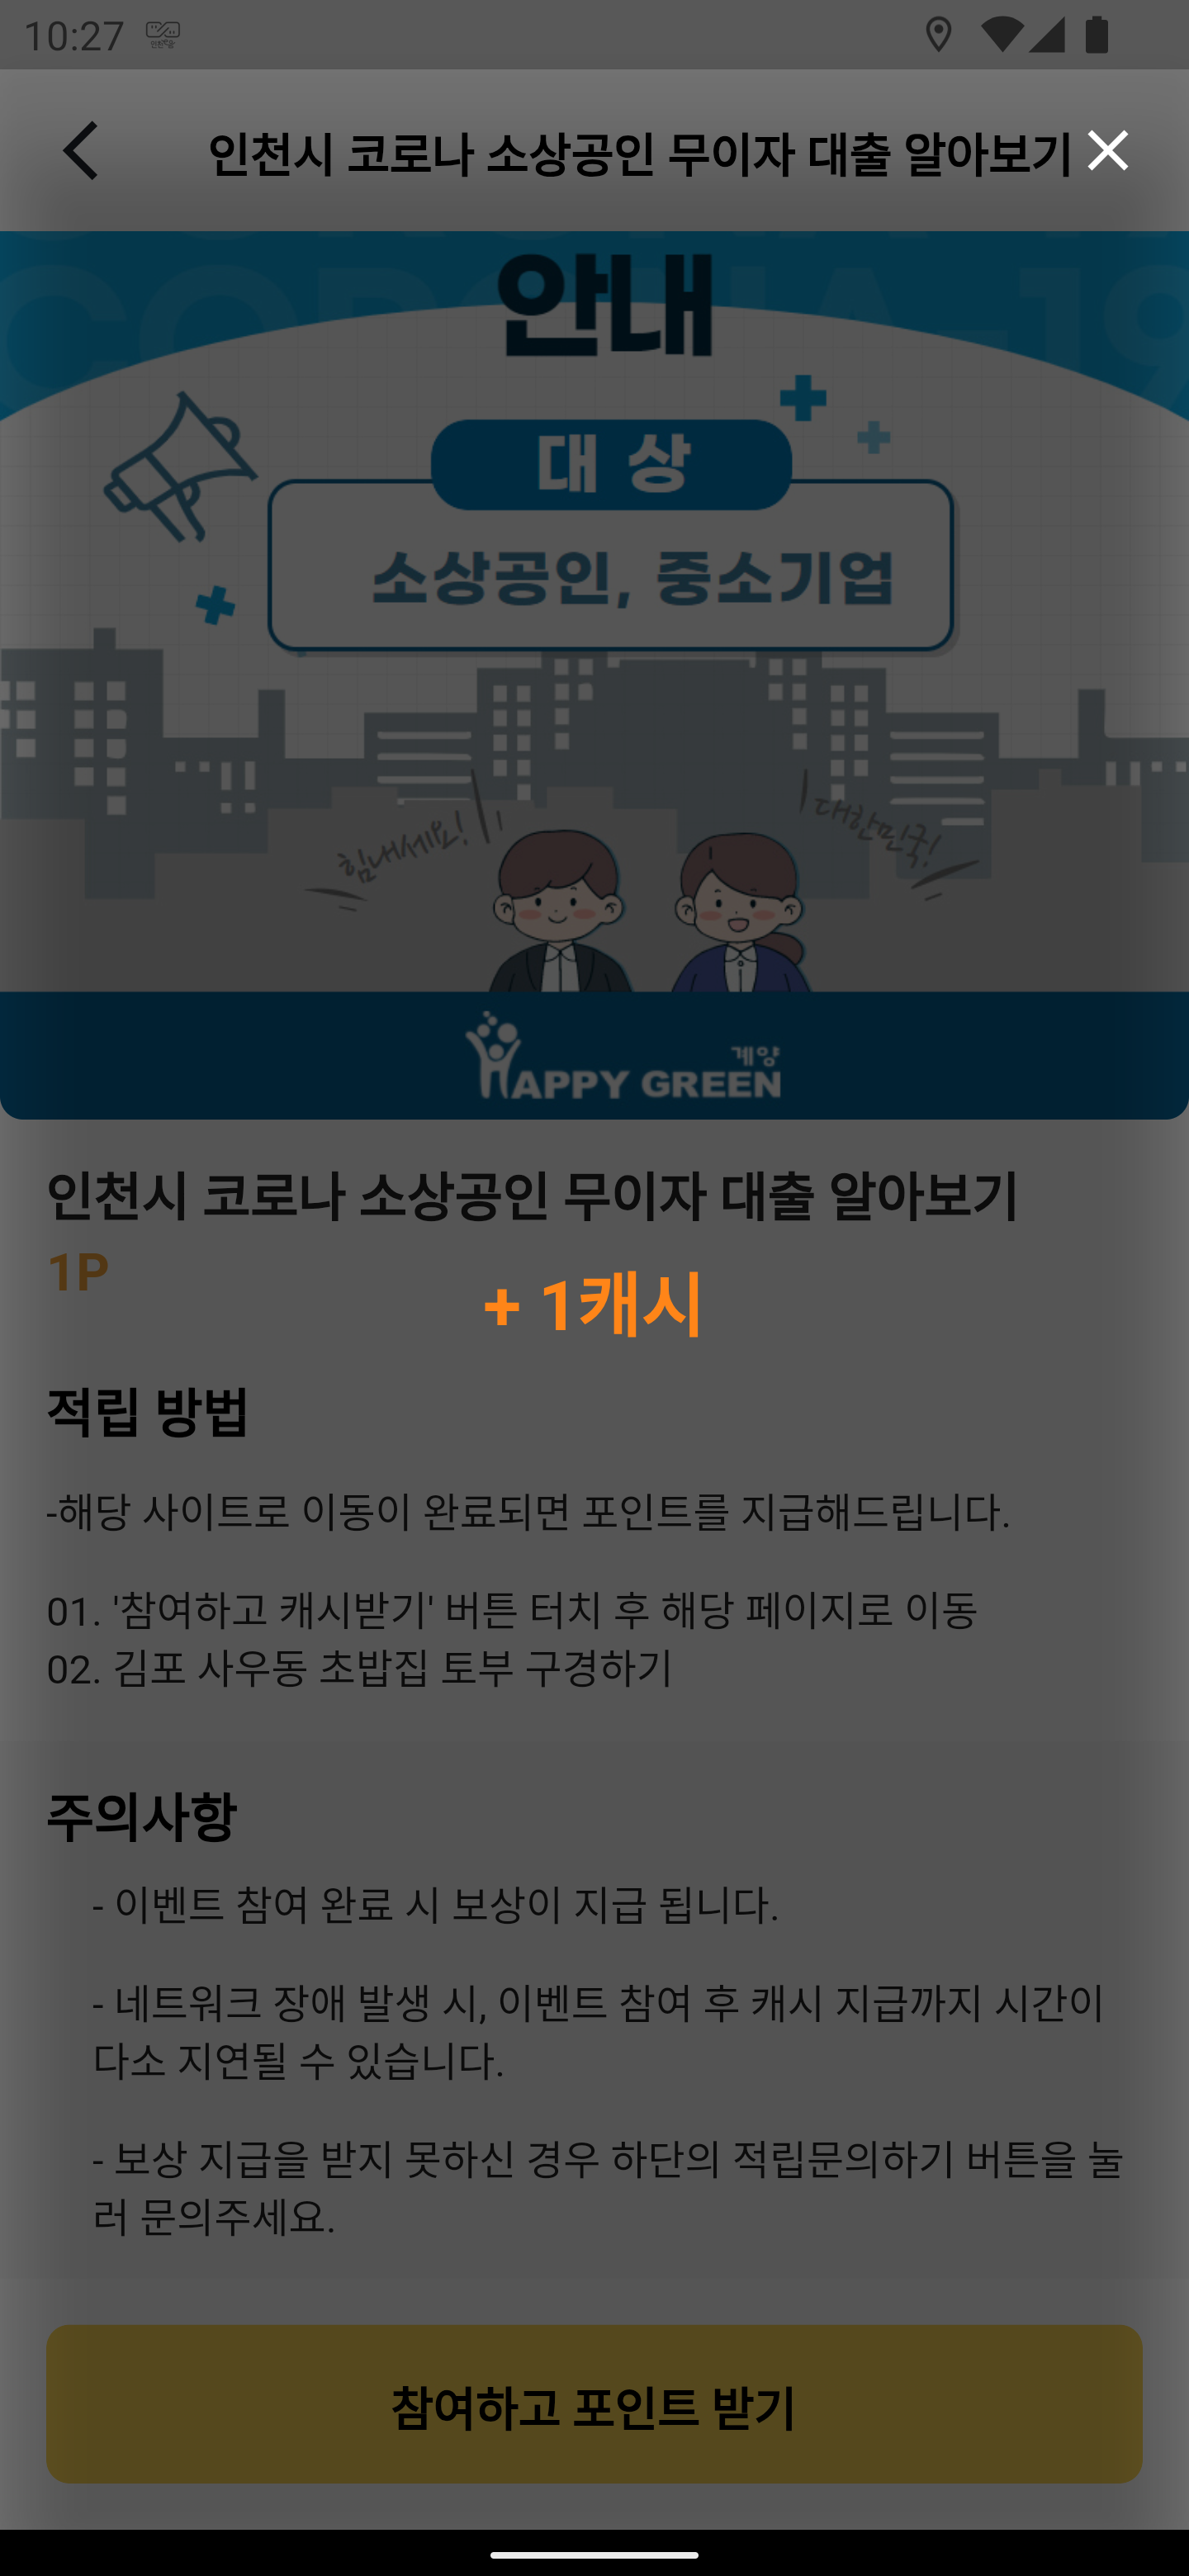 10:27
인천시 코로나 소상공인 무이자 대출 알아보기
안내
대 상
소상공인, 중소기업
힘내세요!
대한민국!
계양
HAPPY GREEN
인천시 코로나 소상공인 무이자 대출 알아보기
1P
+ 1캐시
적립 방법
-해당 사이트로 이동이 완료되면 포인트를 지급해드립니다.
01. '참여하고 캐시받기' 버튼 터치 후 해당 페이지로 이동
02. 김포 사우동 초밥집 토부 구경하기
주의사항
- 이벤트 참여 완료 시 보상이 지급 됩니다.
- 네트워크 장애 발생 시, 이벤트 참여 후 캐시 지급까지 시간이
다소 지연될 수 있습니다.
- 보상 지급을 받지 못하신 경우 하단의 적립문의하기 버튼을 눌
러 문의주세요.
참여하고 포인트 받기